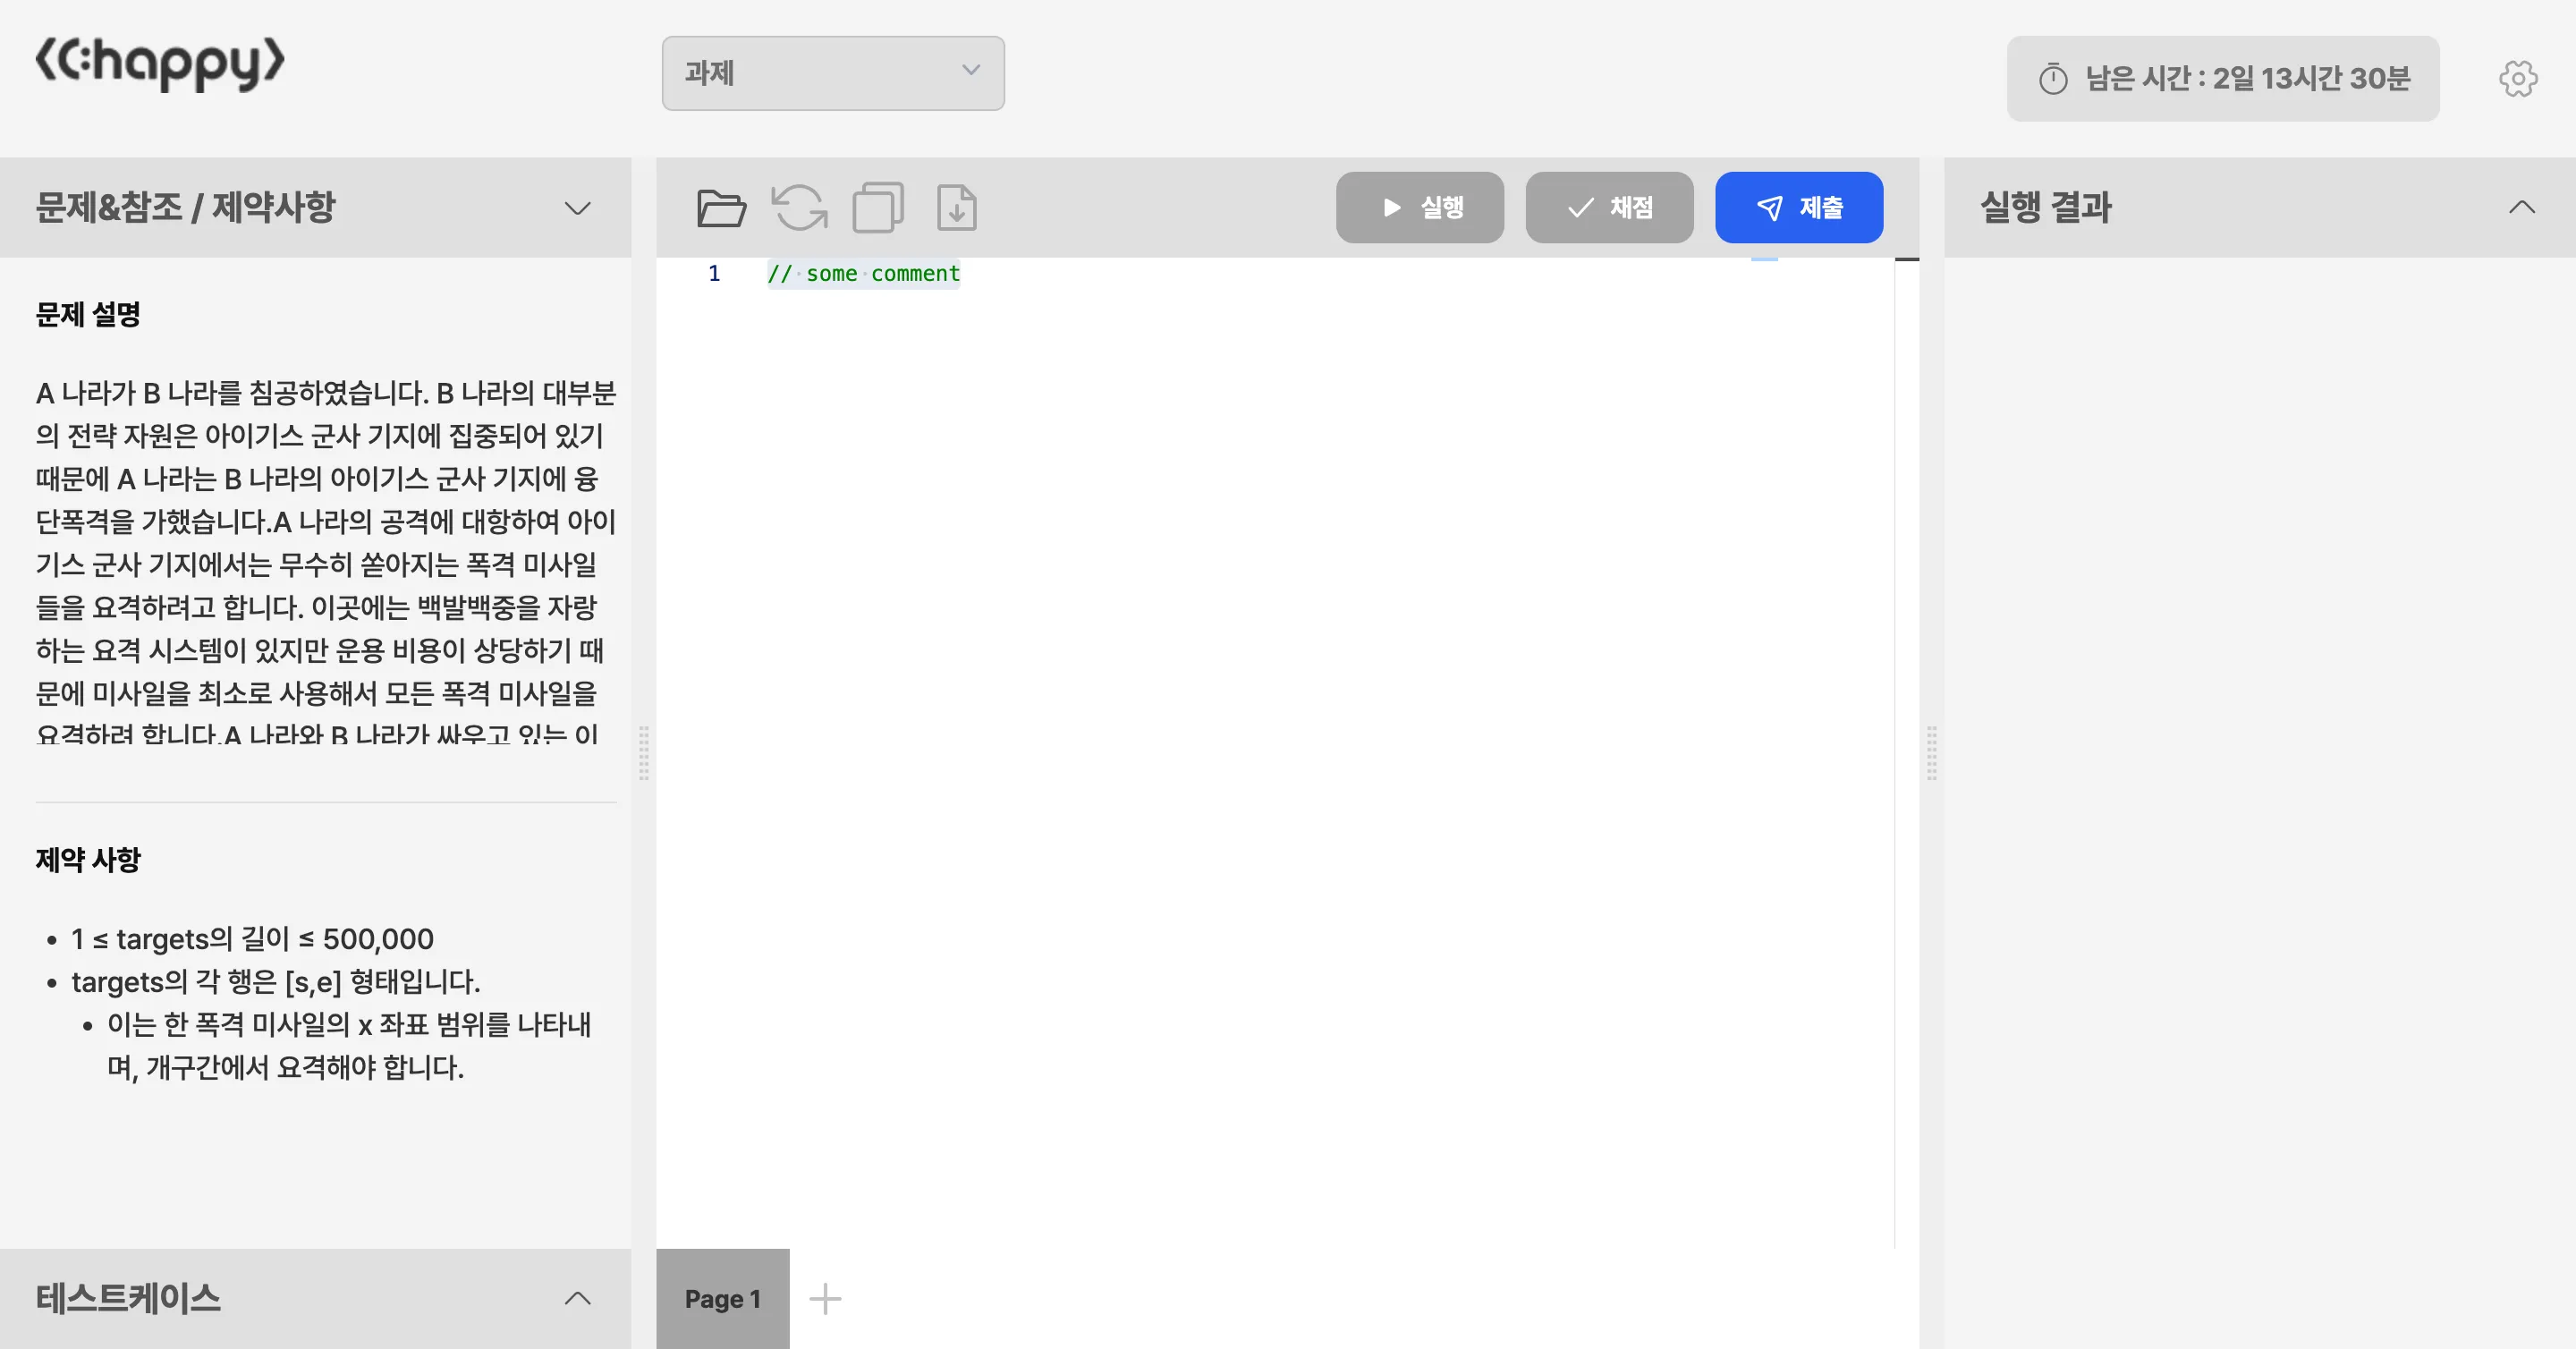 <C:happy>
과제
남은 시간 : 2일 13시간 30분
문제&참조 / 제약사항
실행
채점
제출
실행 결과
문제 설명
A 나라가 B 나라를 침공하였습니다. B 나라의 대부분
의 전략 자원은 아이기스 군사 기지에 집중되어 있기
때문에 A 나라는 B 나라의 아이기스 군사 기지에 융
단폭격을 가했습니다.A 나라의 공격에 대항하여 아이
기스 군사 기지에서는 무수히 쏟아지는 폭격 미사일
들을 요격하려고 합니다. 이곳에는 백발백중을 자랑
하는 요격 시스템이 있지만 운용 비용이 상당하기 때
문에 미사일을 최소로 사용해서 모든 폭격 미사일을
요격하려 합니다.A 나라와 B 나라가 싸우고 있는 이
제약 사항
• 1 ≤ targets의 길이 ≤ 500,000
• targets의 각 행은 [s,e] 형태입니다.
• 이는 한 폭격 미사일의 x 좌표 범위를 나타내
며, 개구간에서 요격해야 합니다.
테스트케이스
1 // some comment
Page 1